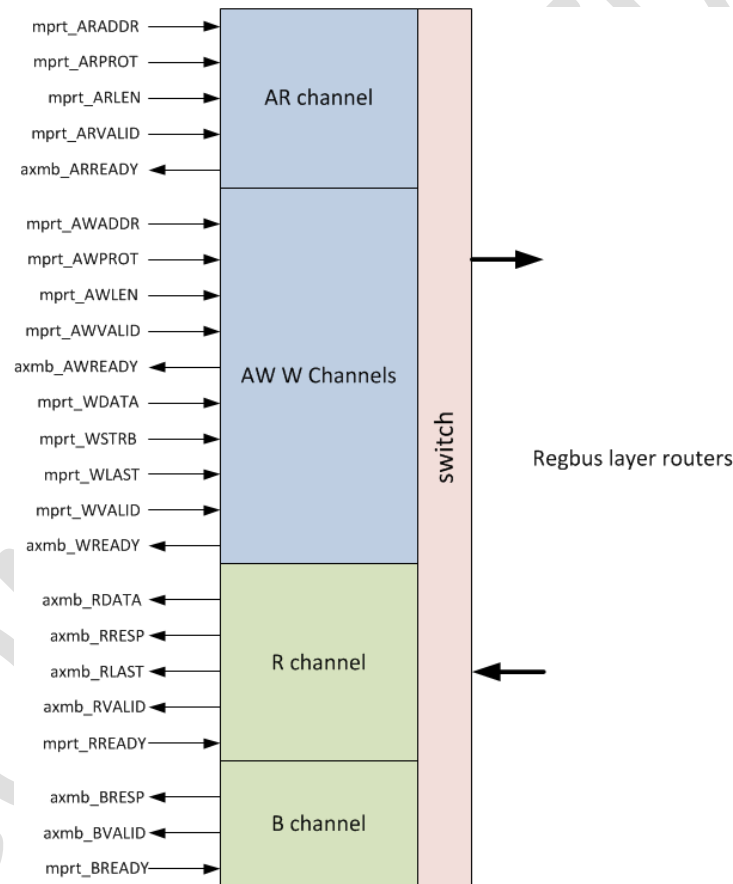 mprt_ARADDR
mprt_ARPROT
mprt_ARLEN
mprt_ARVALID
axmb_ARREADY
AR channel
mprt_AWADDR
mprt_AWPROT
mprt_AWLEN
mprt_AWVALID
axmb_AWREADY
mprt_WDATA
mprt_WSTRB
mprt_WLAST
mprt_WVALID
axmb_WREADY
AW W Channels
axmb_RDATA
axmb_RRESP
axmb_RLAST
axmb_RVALID
mprt_RREADY
R channel
axmb_BRESP
axmb_BVALID
mprt_BREADY
B channel
switch
Regbus layer routers